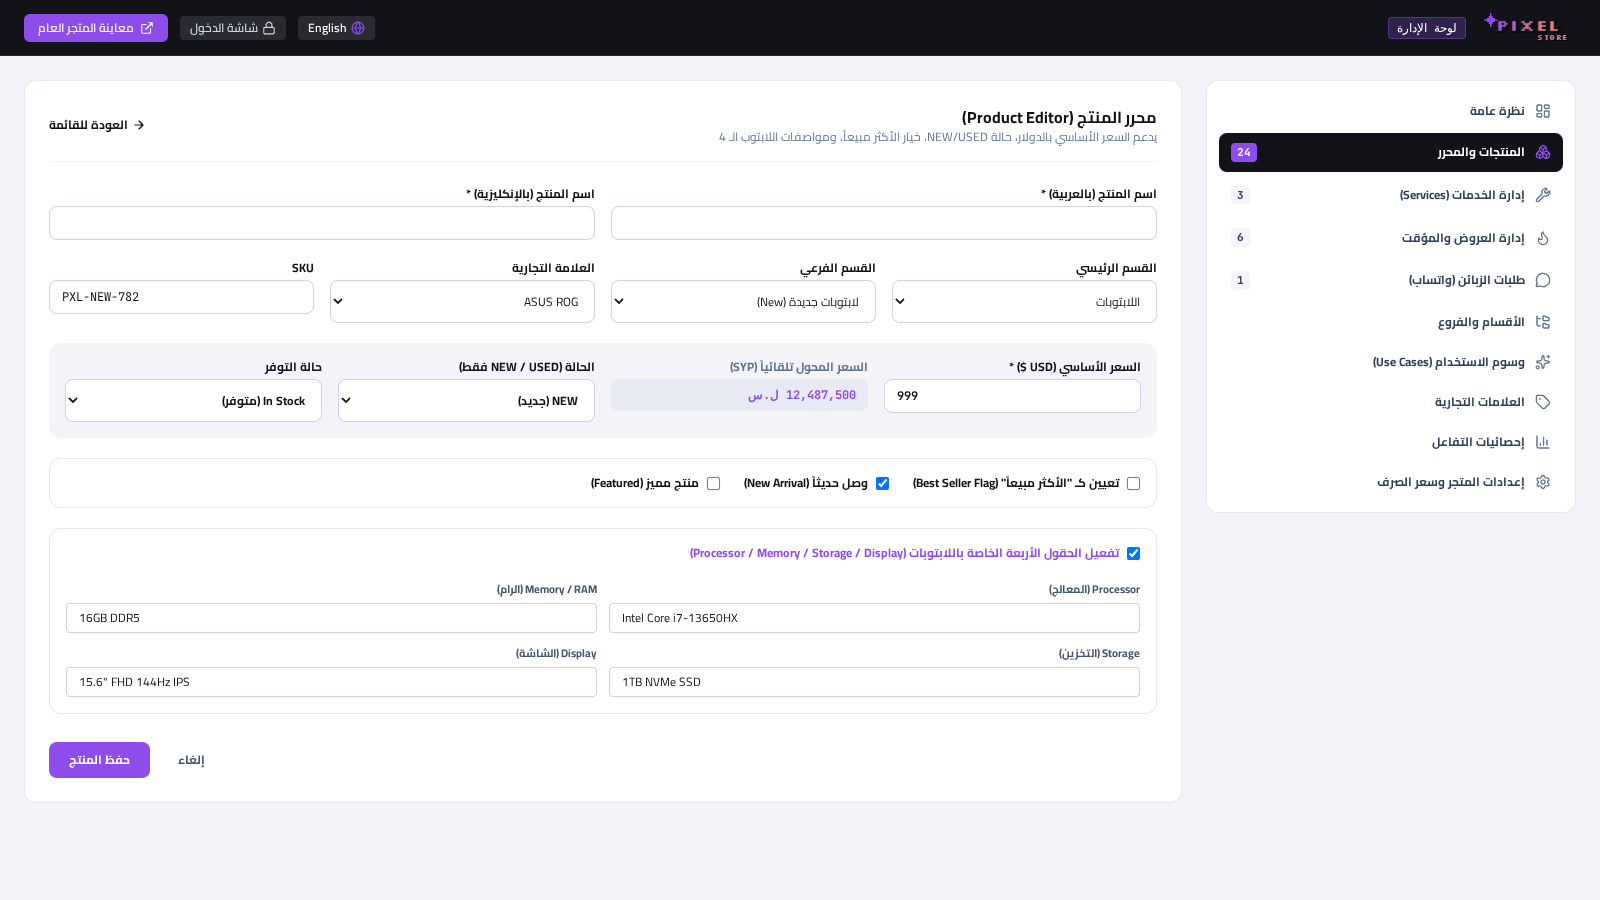 PIXEL
STORE
لوحة الإدارة
English
شاشة الدخول
معاينة المتجر العام
نظرة عامة
المنتجات والمحرر 24
إدارة الخدمات (Services) 3
إدارة العروض والمؤقت 6
طلبات الزبائن (واتساب) 1
الأقسام والفروع
وسوم الاستخدام (Use Cases)
العلامات التجارية
إحصائيات التفاعل
إعدادات المتجر وسعر الصرف
محرر المنتج (Product Editor)
يدعم السعر الأساسي بالدولار، حالة NEW/USED، خيار الأكثر مبيعاً، ومواصفات اللابتوب الـ 4
العودة للقائمة
اسم المنتج (بالعربية) *
اسم المنتج (بالإنكليزية) *
القسم الرئيسي
اللابتوبات
القسم الفرعي
لابتوبات جديدة (New)
العلامة التجارية
ASUS ROG
SKU
PXL-NEW-782
السعر الأساسي (USD $) *
999
السعر المحول تلقائياً (SYP)
12,487,500 ل.س
الحالة (NEW / USED فقط)
NEW (جديد)
حالة التوفر
In Stock (متوفر)
تعيين كـ "الأكثر مبيعاً" (Best Seller Flag)
وصل حديثاً (New Arrival)
منتج مميز (Featured)
تفعيل الحقول الأربعة الخاصة باللابتوبات (Processor / Memory / Storage / Display)
Processor (المعالج)
Intel Core i7-13650HX
Memory / RAM (الرام)
16GB DDR5
Storage (التخزين)
1TB NVMe SSD
Display (الشاشة)
15.6" FHD 144Hz IPS
إلغاء
حفظ المنتج